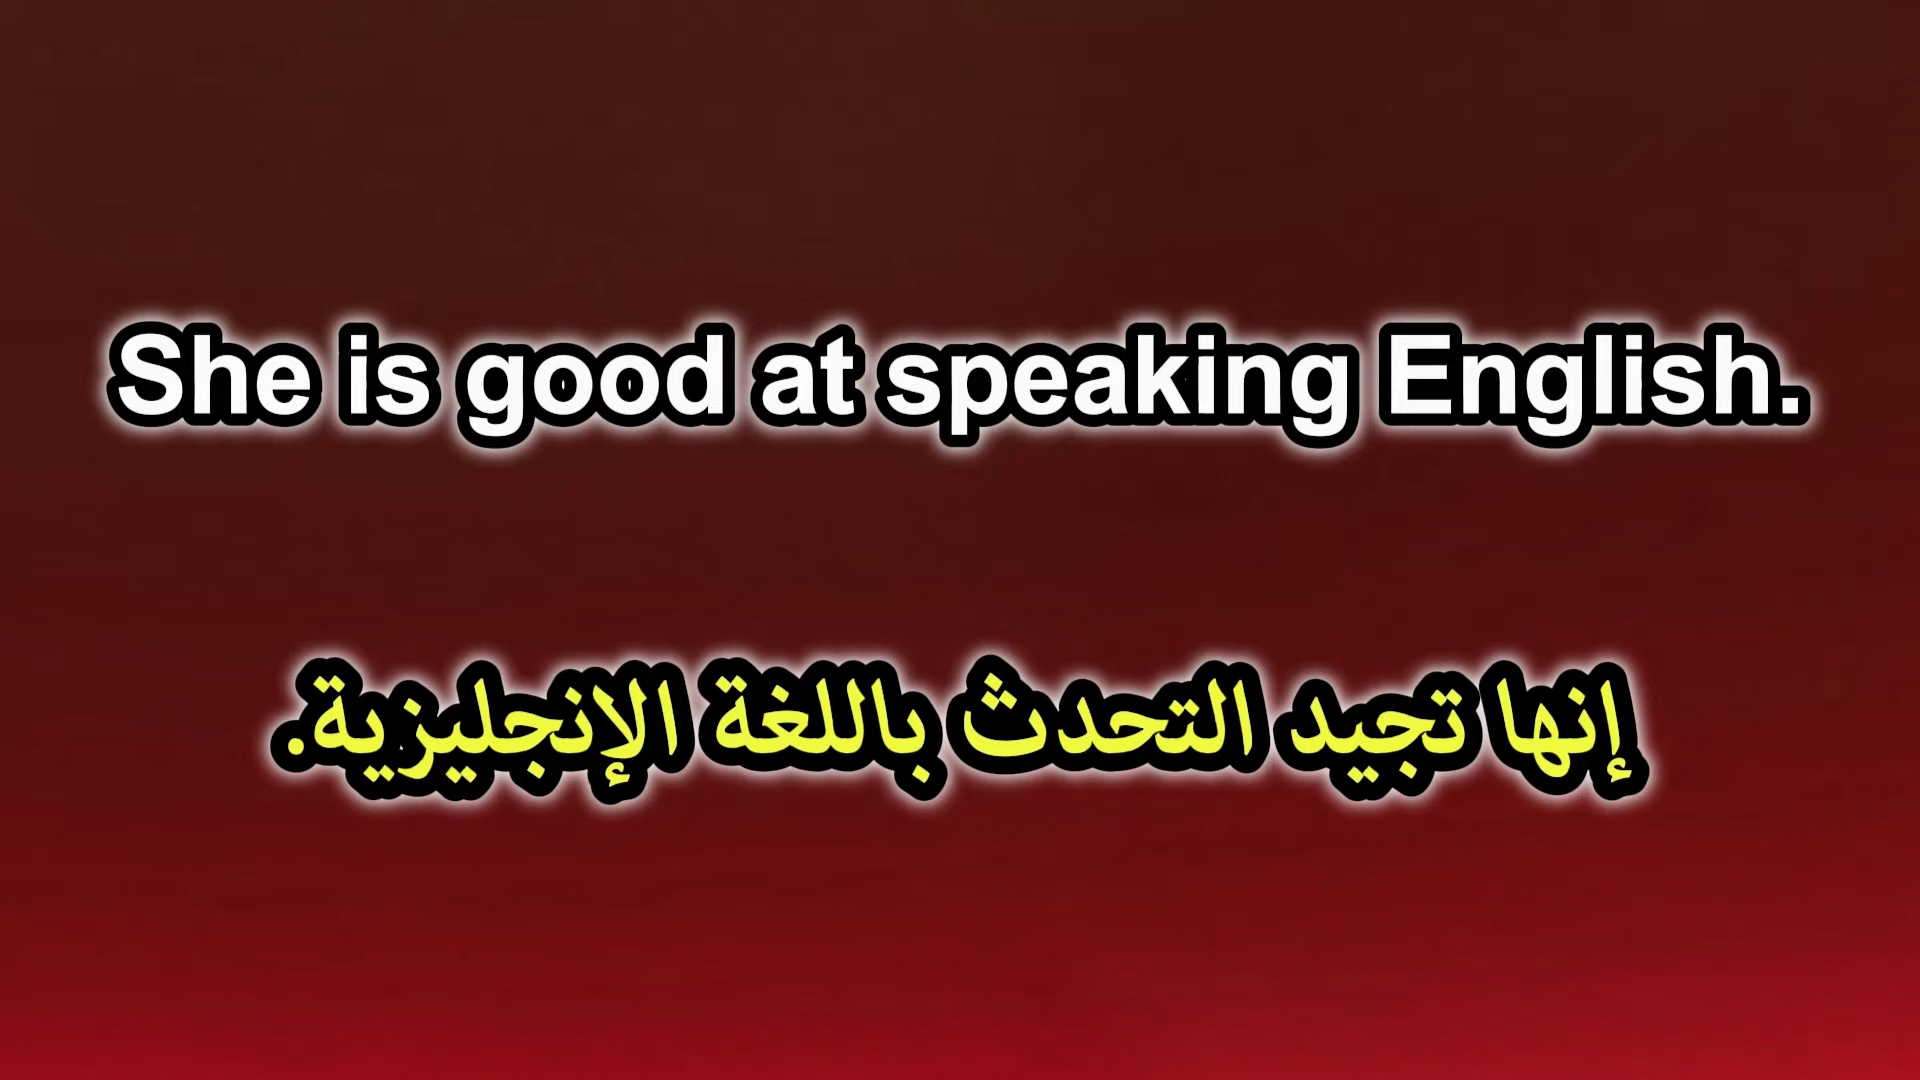 She is good at speaking English.
إنها تجيد التحدث باللغة الإنجليزية.